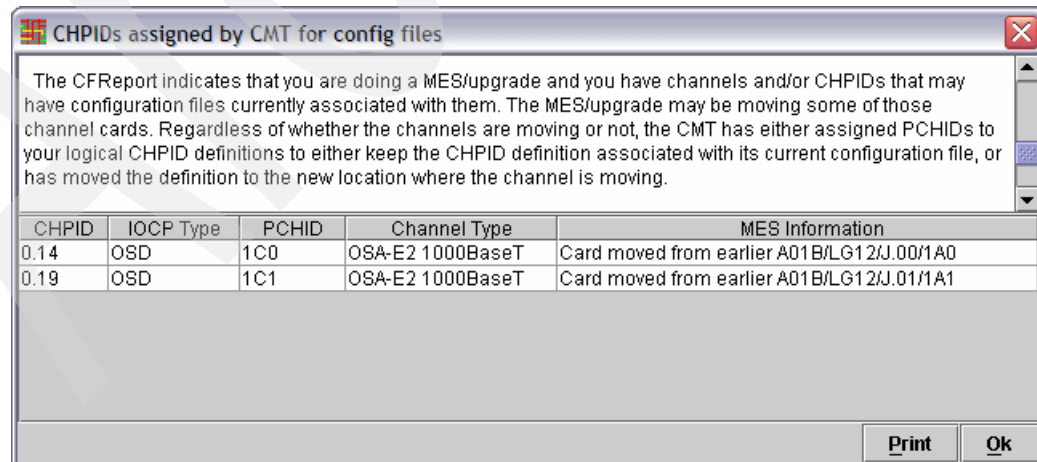 CHPIDs assigned by CMT for config files
The CFReport indicates that you are doing a MES/upgrade and you have channels and/or CHPIDs that may
have configuration files currently associated with them. The MES/upgrade may be moving some of those
channel cards. Regardless of whether the channels are moving or not, the CMT has either assigned PCHIDs to
your logical CHPID definitions to either keep the CHPID definition associated with its current configuration file, or
has moved the definition to the new location where the channel is moving.
CHPID IOCP Type PCHID Channel Type MES Information
0.14 OSD 1C0 OSA-E2 1000BaseT Card moved from earlier A01B/LG12/J.00/1A0
0.19 OSD 1C1 OSA-E2 1000BaseT Card moved from earlier A01B/LG12/J.01/1A1
Print Ok